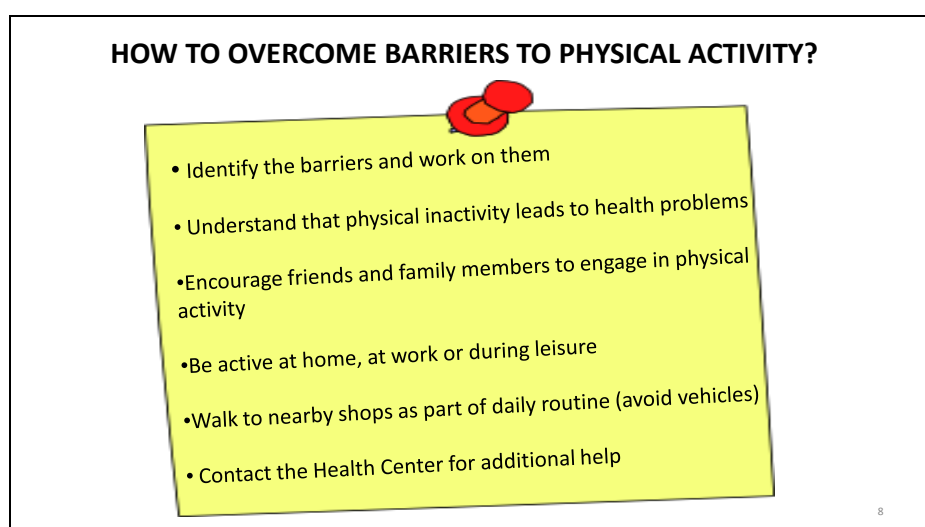 HOW TO OVERCOME BARRIERS TO PHYSICAL ACTIVITY?
• Identify the barriers and work on them
• Understand that physical inactivity leads to health problems
•Encourage friends and family members to engage in physical
activity
•Be active at home, at work or during leisure
•Walk to nearby shops as part of daily routine (avoid vehicles)
• Contact the Health Center for additional help
8